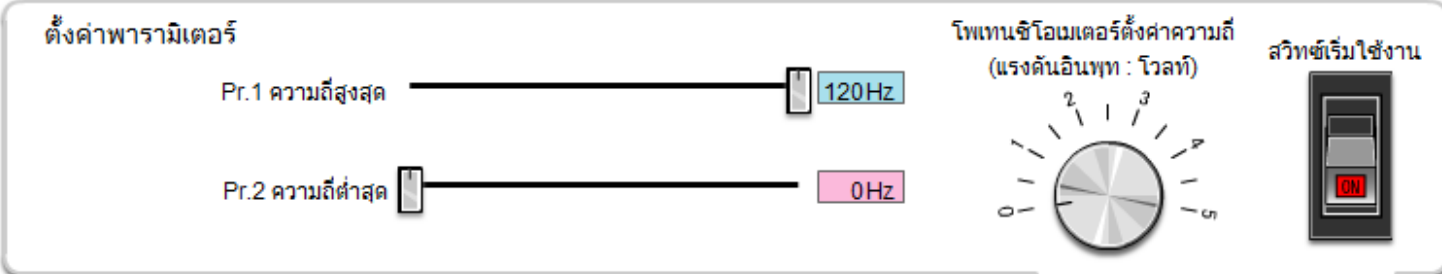 ตั้งค่าพารามิเตอร์
Pr.1 ความถี่สูงสุด
120Hz
Pr.2 ความถี่ต่ำสุด
0Hz
โพเทนชิโอเมเตอร์ตั้งค่าความถี่
(แรงดันอินพุท : โวลท์)
0
1
2
3
4
5
สวิทซ์เริ่มใช้งาน
ON